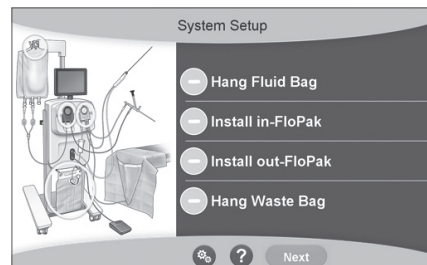 System Setup
Hang Fluid Bag
Install in-FloPak
Install out-FloPak
Hang Waste Bag
?
Next